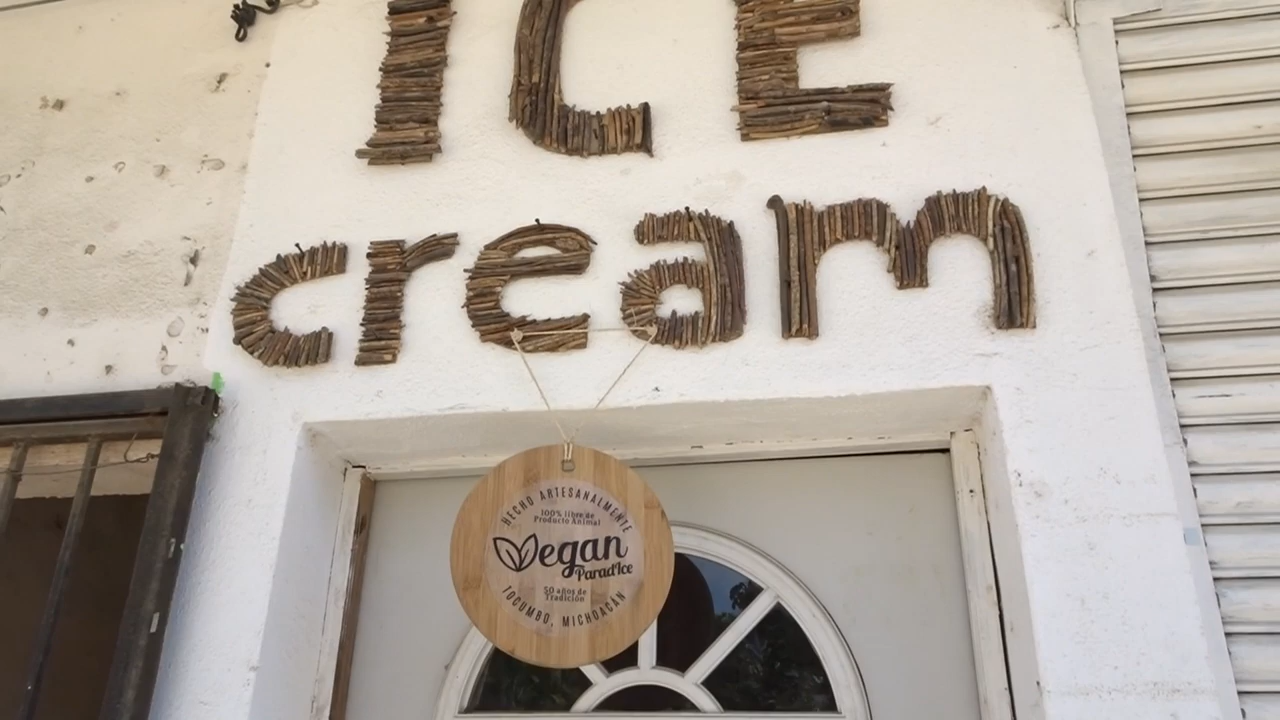 ICE
cream
HECHO ARTESANALMENTE
100% libre de
Producto Animal
Vegan
Parad'Ice
50 años de
Tradición
TOCUMBO, MICHOACÁN